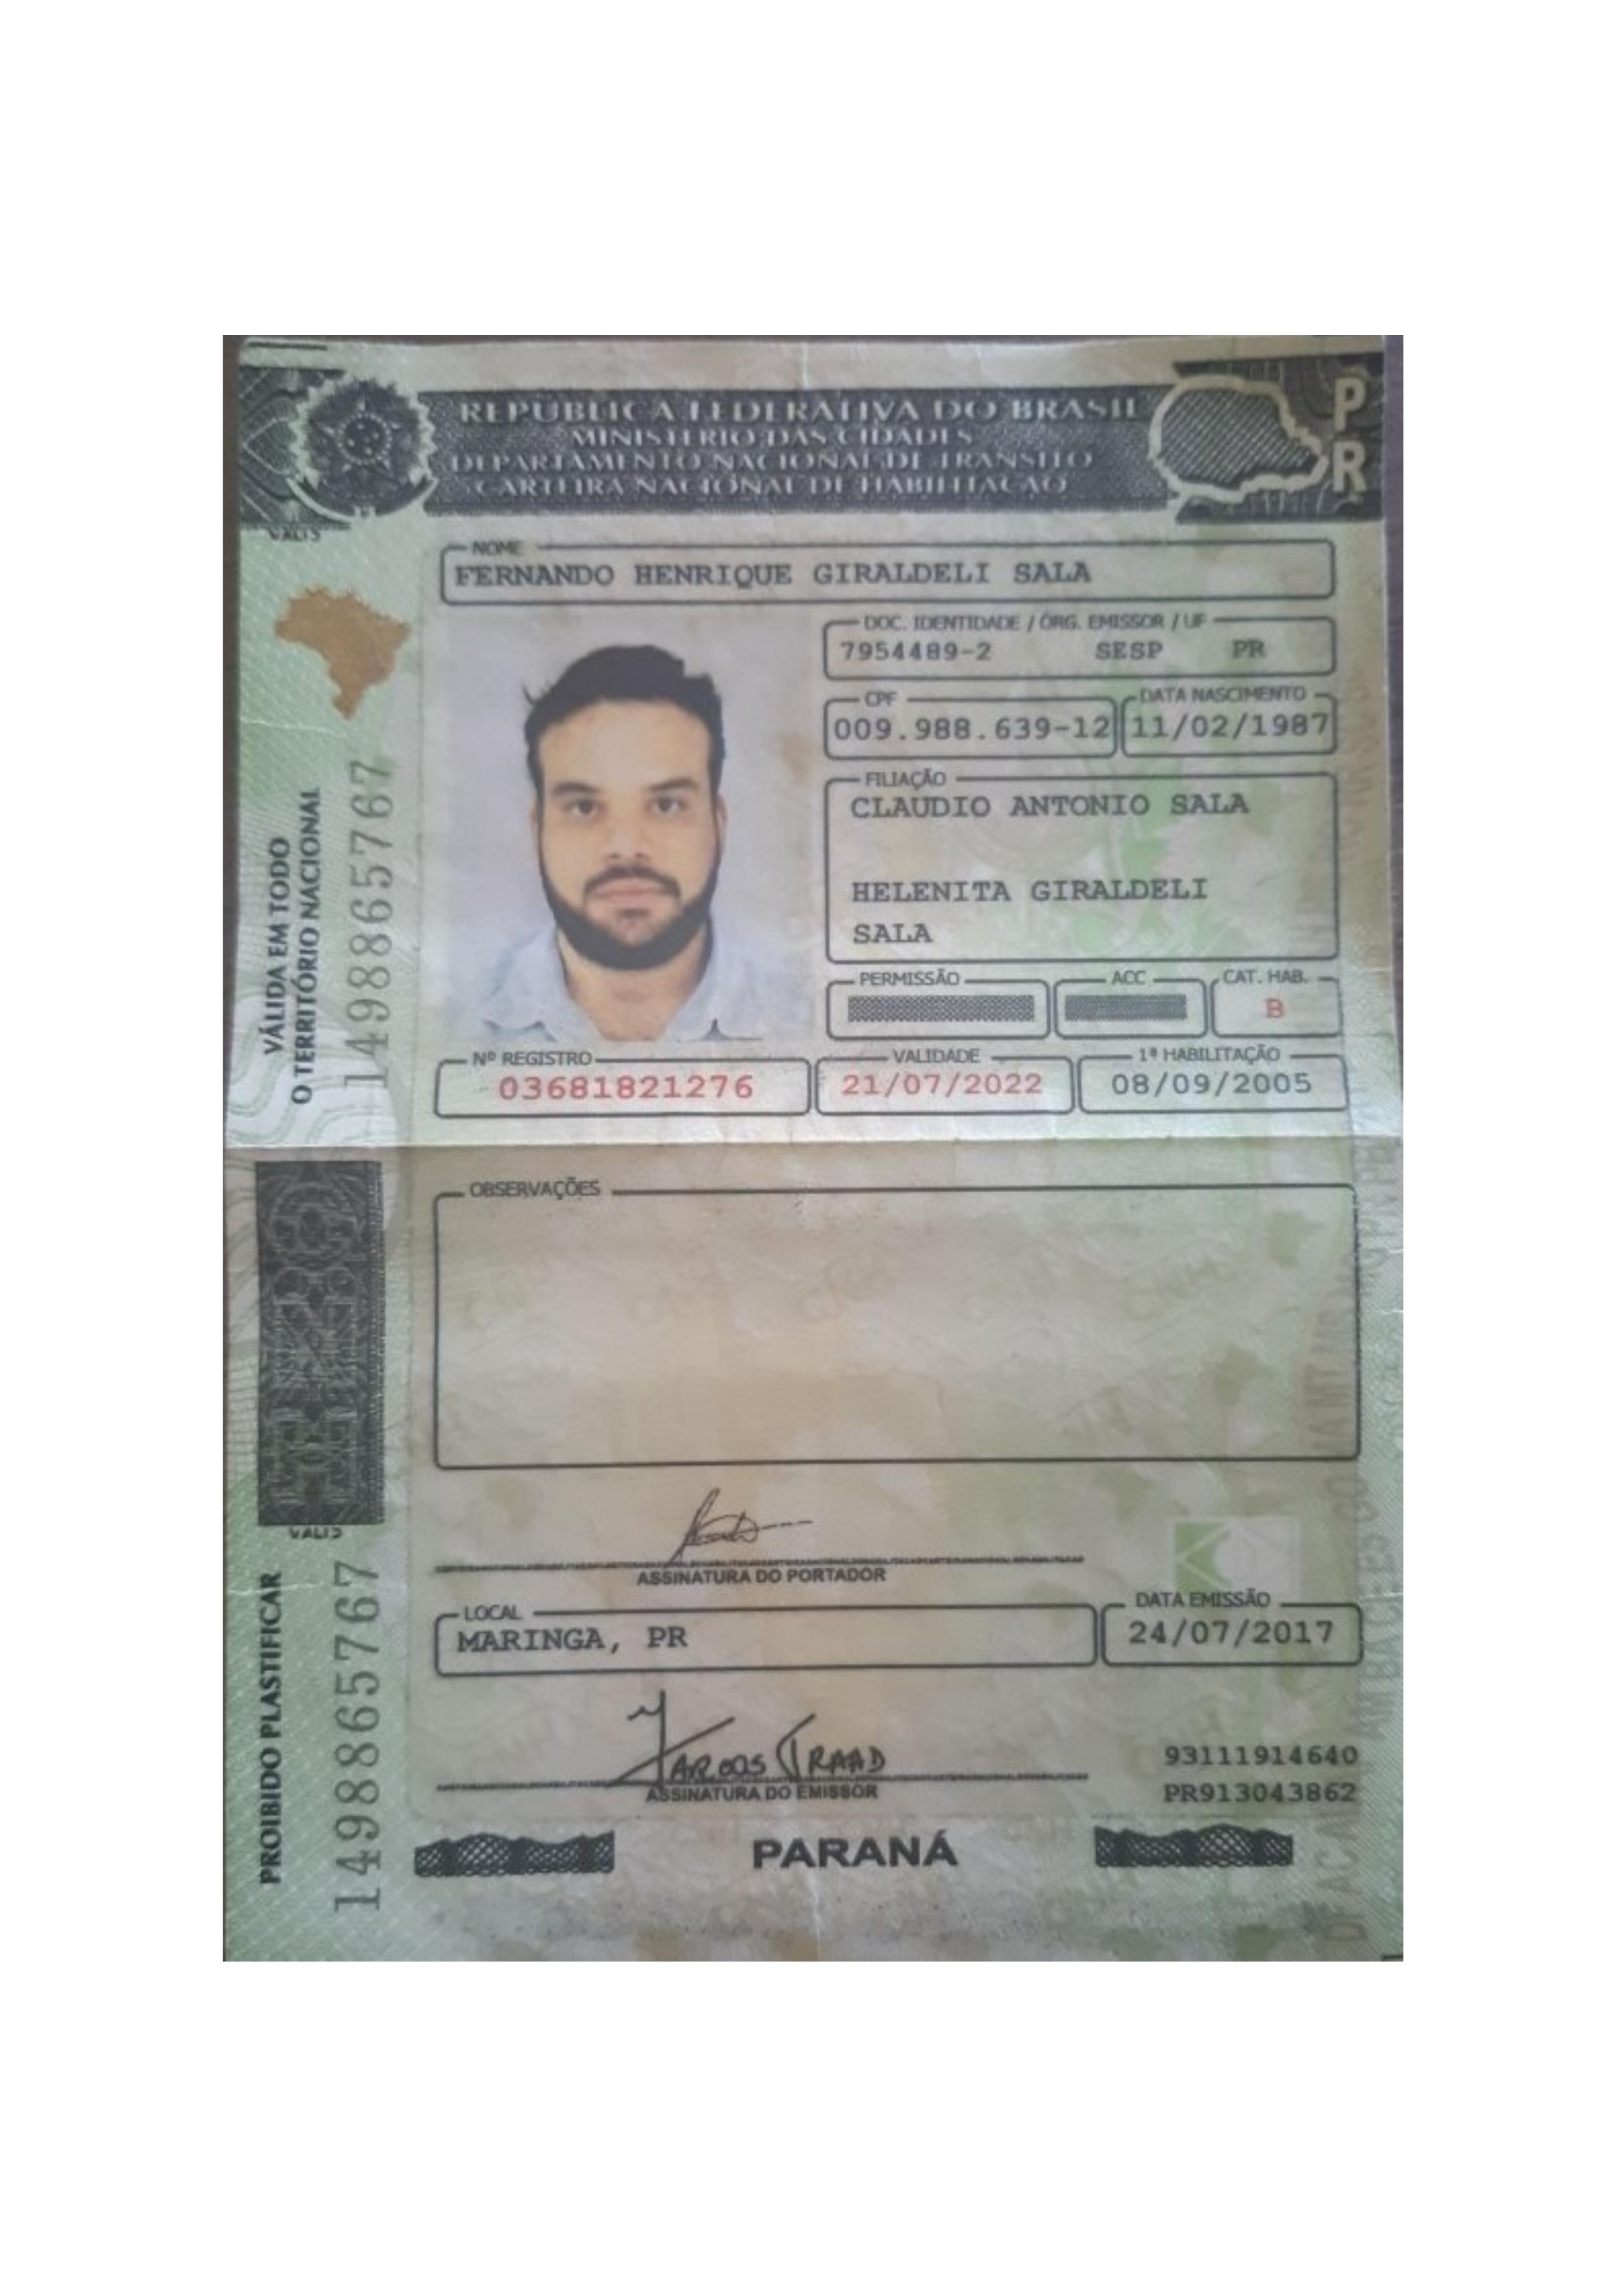 REPÚBLICA FEDERATIVA DO BRASIL
MINISTÉRIO DAS CIDADES
DEPARTAMENTO NACIONAL DE TRÂNSITO
CARTEIRA NACIONAL DE HABILITAÇÃO
PR
NOME
FERNANDO HENRIQUE GIRALDELI SALA
DOC. IDENTIDADE / ÓRG. EMISSOR / UF
7954489-2 SESP PR
CPF
009.988.639-12
DATA NASCIMENTO
11/02/1987
FILIAÇÃO
CLAUDIO ANTONIO SALA
HELENITA GIRALDELI
SALA
PERMISSÃO
ACC
CAT. HAB.
B
Nº REGISTRO
03681821276
VALIDADE
21/07/2022
1ª HABILITAÇÃO
08/09/2005
VÁLIDA EM TODO
O TERRITÓRIO NACIONAL
1498865767
OBSERVAÇÕES
ASSINATURA DO PORTADOR
LOCAL
MARINGA, PR
DATA EMISSÃO
24/07/2017
MARCOS TRAAD
ASSINATURA DO EMISSOR
93111914640
PR913043862
PROIBIDO PLASTIFICAR
1498865767
PARANÁ